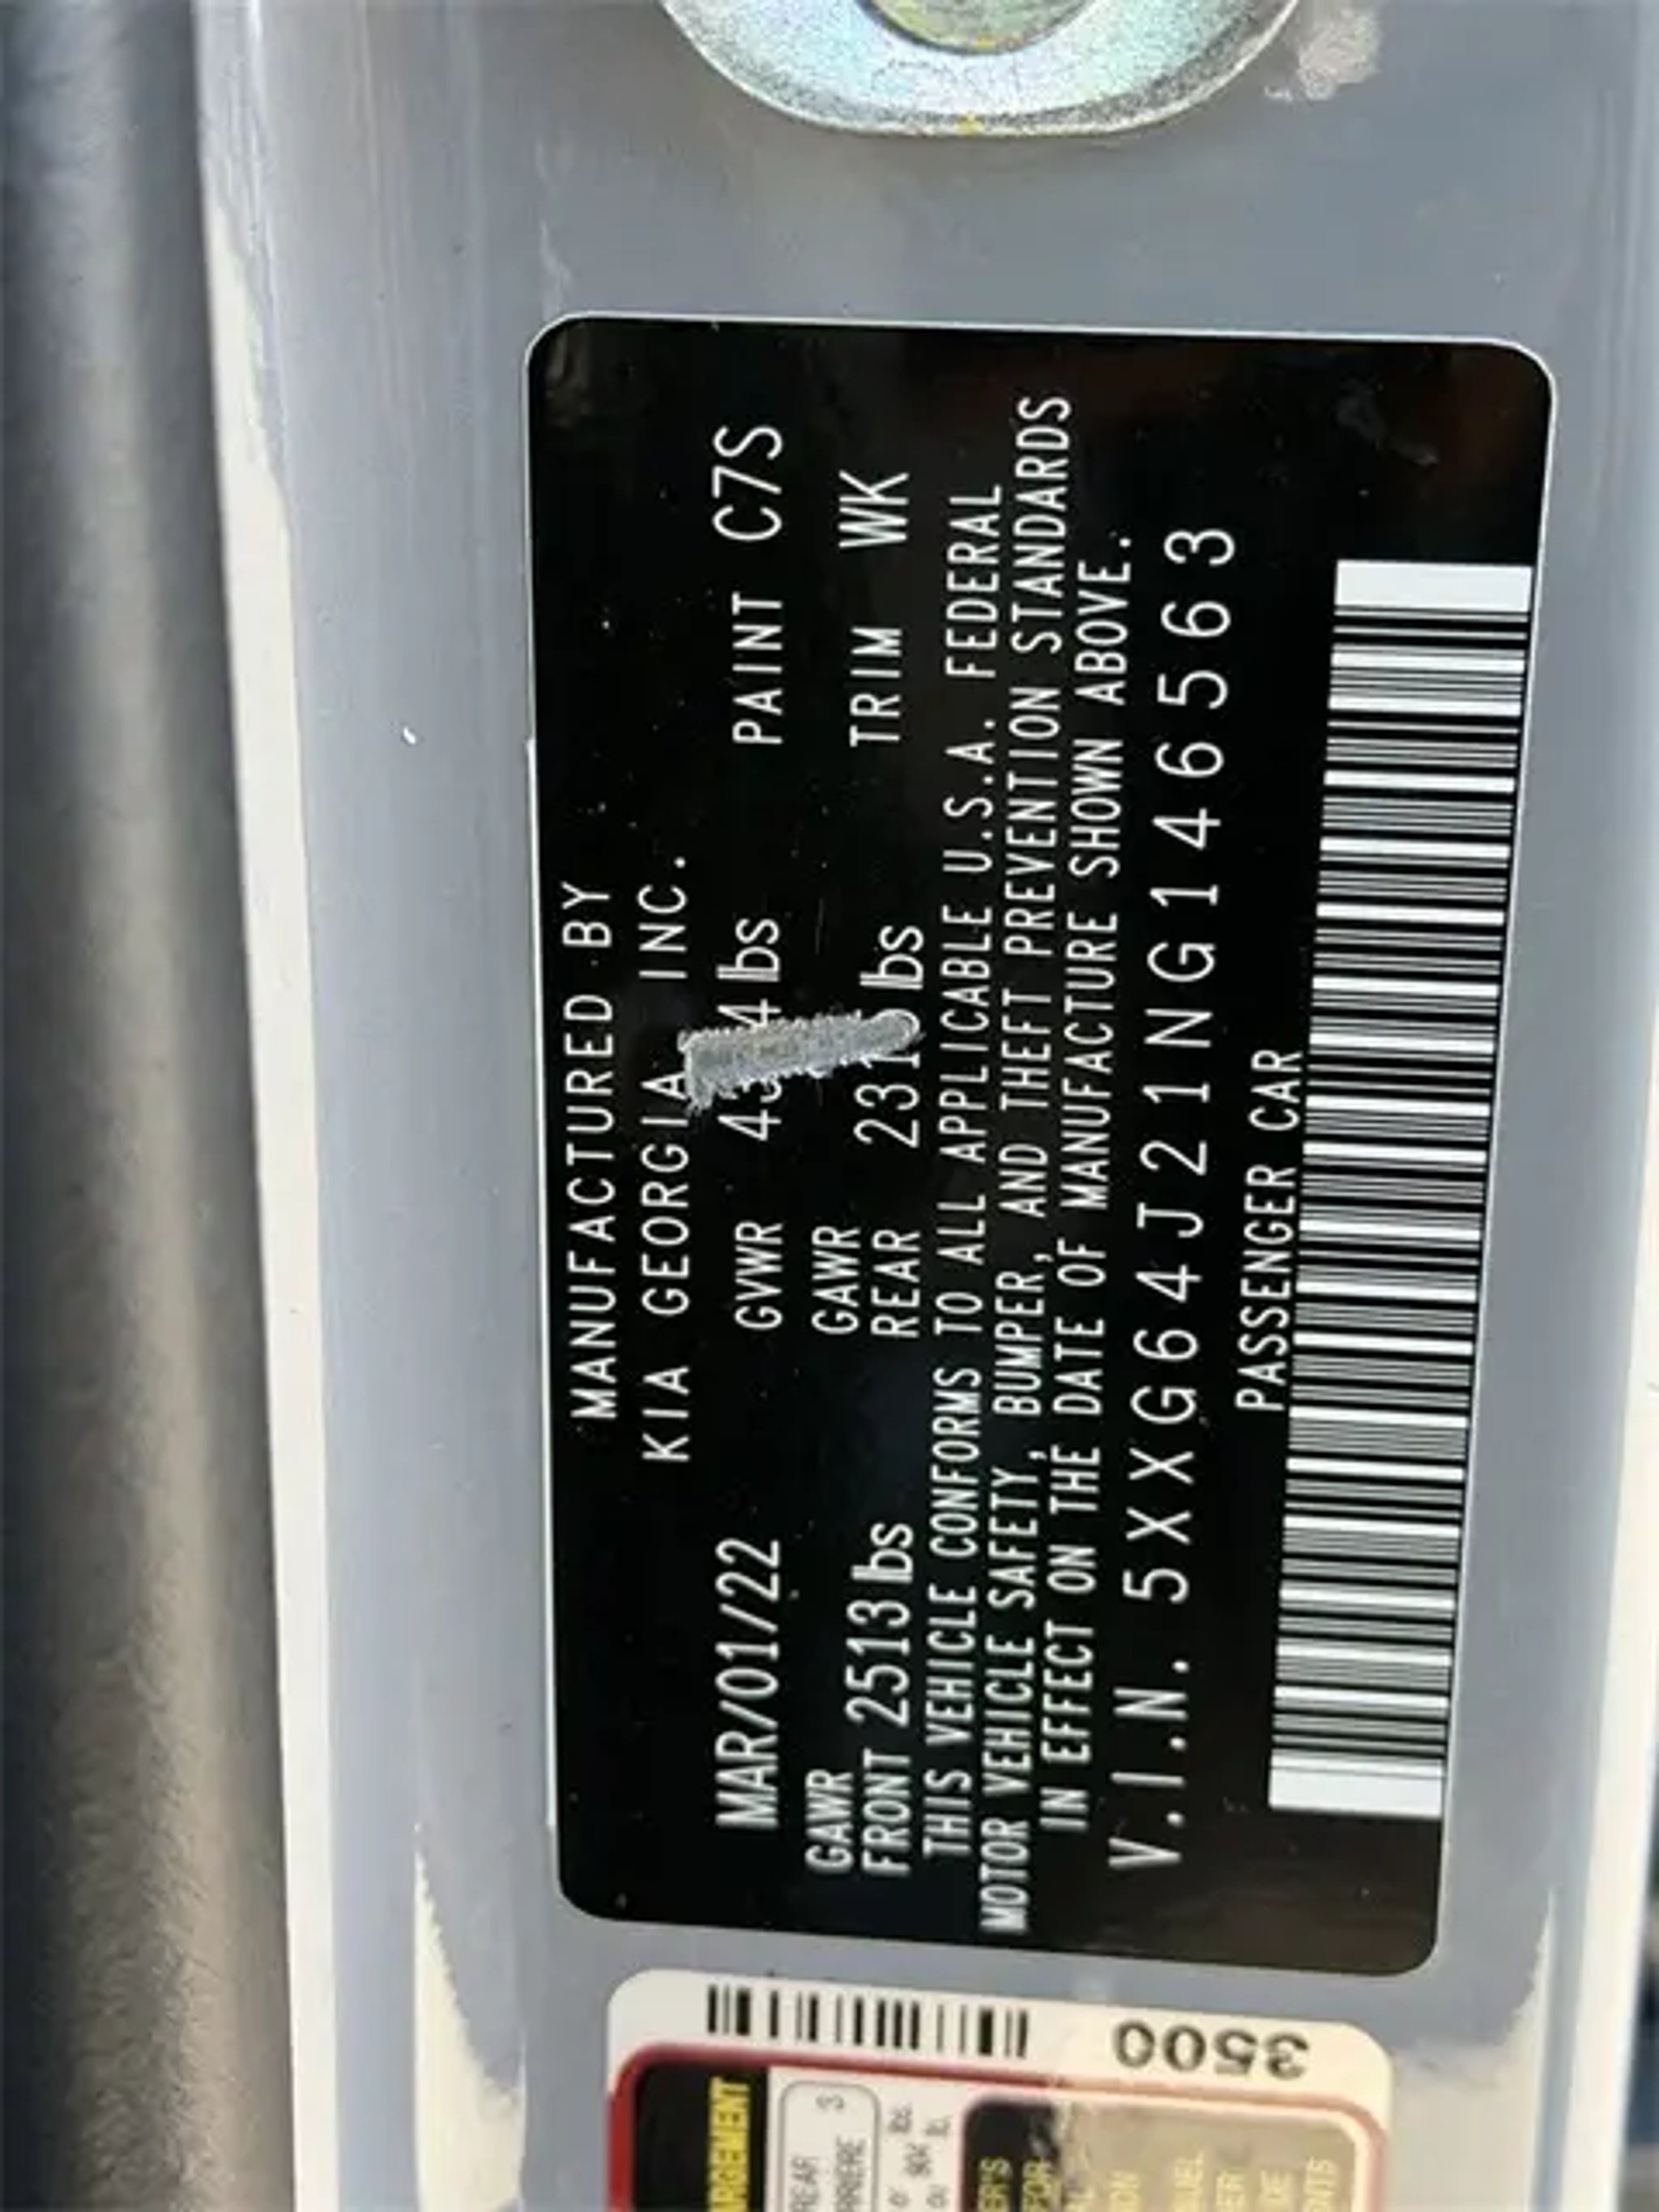 MANUFACTURED BY
KIA GEORGIA INC.
MAR/01/22 GVWR PAINT C7S
GAWR FRONT 2513lbs GAWR REAR TRIM WK
THIS VEHICLE CONFORMS TO ALL APPLICABLE U.S.A. FEDERAL
MOTOR VEHICLE SAFETY, BUMPER, AND THEFT PREVENTION STANDARDS
IN EFFECT ON THE DATE OF MANUFACTURE SHOWN ABOVE.
V.I.N. 5XXG64J21NG146563
PASSENGER CAR
3500